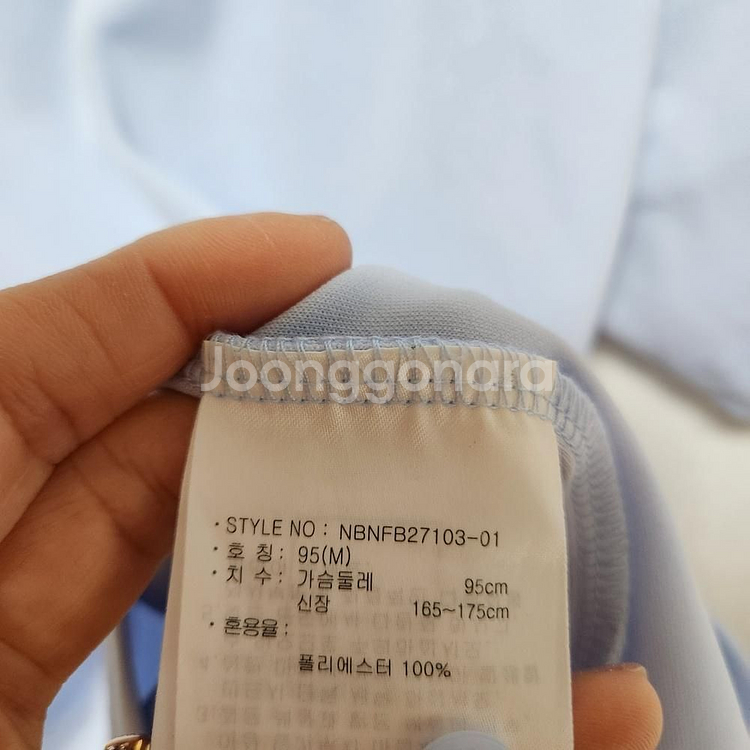 Joonggonara
· STYLE NO : NBNFB27103-01
· 호 칭 : 95(M)
· 치 수 : 가슴둘레 95cm
신장 165~175cm
· 혼용율 :
폴리에스터 100%